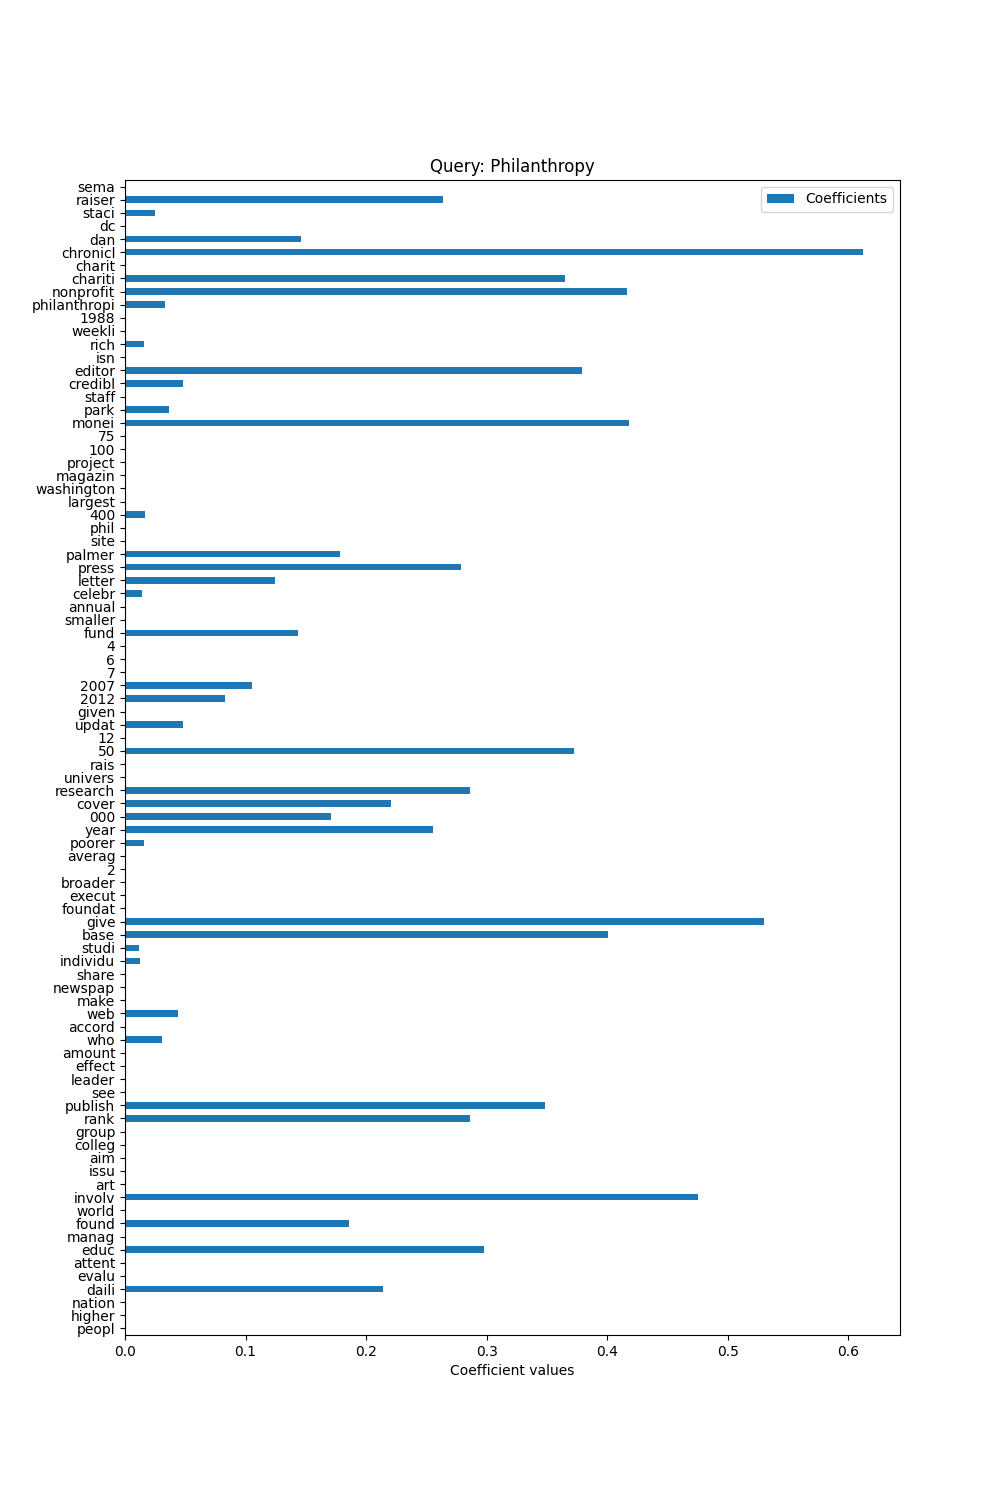 Query: Philanthropy
Coefficients
sema
raiser
staci
dc
dan
chronicl
charit
chariti
nonprofit
philanthropi
1988
weekli
rich
isn
editor
credibl
staff
park
monei
75
100
project
magazin
washington
largest
400
phil
site
palmer
press
letter
celebr
annual
smaller
fund
4
6
7
2007
2012
given
updat
12
50
rais
univers
research
cover
000
year
poorer
averag
2
broader
execut
foundat
give
base
studi
individu
share
newspap
make
web
accord
who
amount
effect
leader
see
publish
rank
group
colleg
aim
issu
art
involv
world
found
manag
educ
attent
evalu
daili
nation
higher
peopl
0.0 0.1 0.2 0.3 0.4 0.5 0.6
Coefficient values